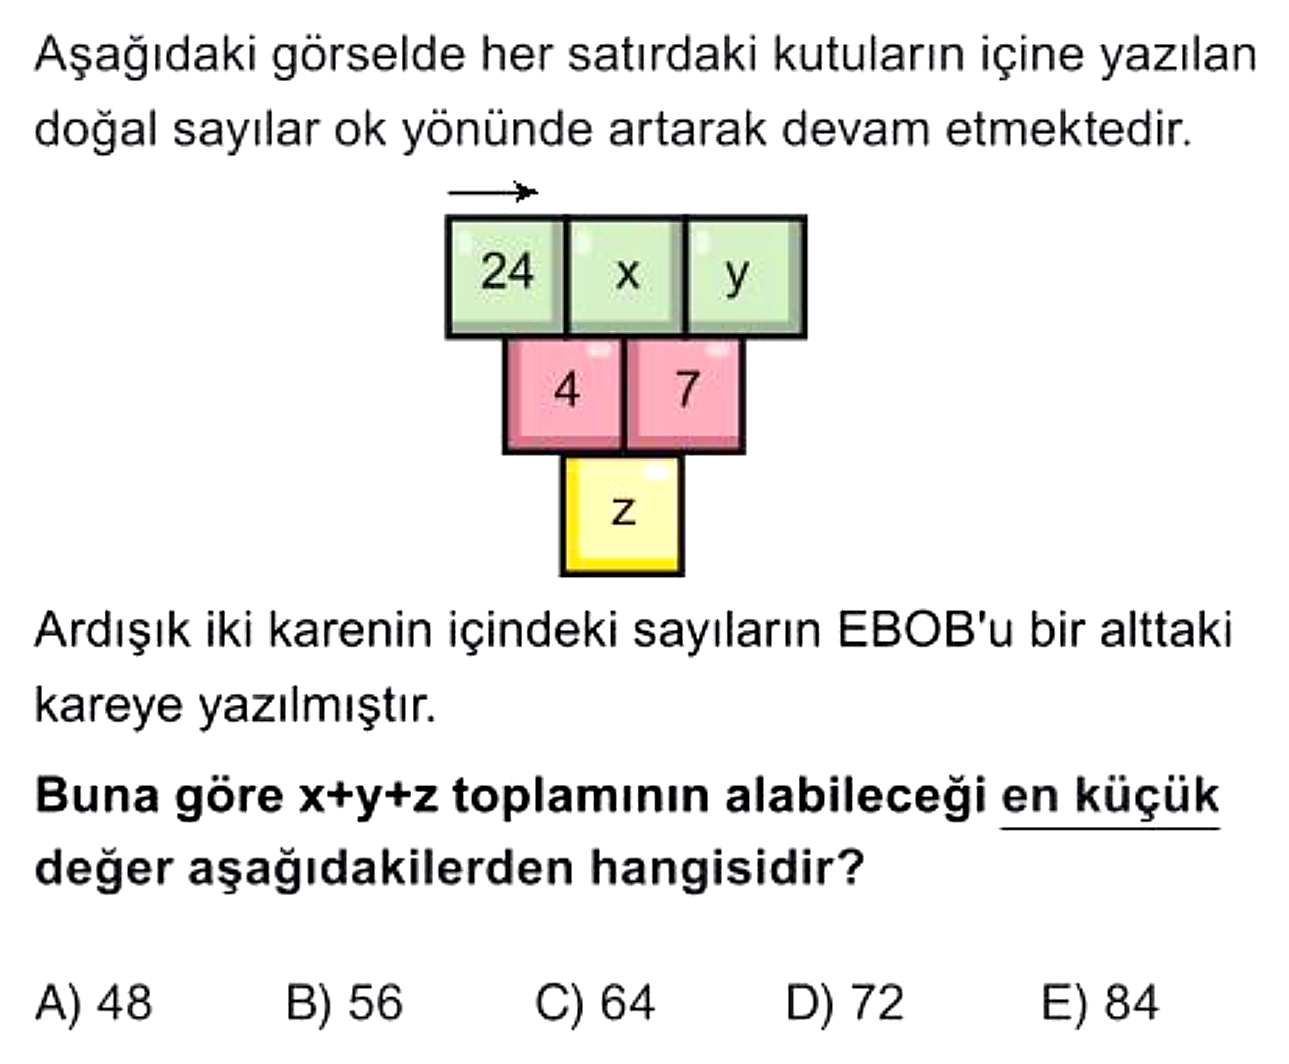 Aşağıdaki görselde her satırdaki kutuların içine yazılan
doğal sayılar ok yönünde artarak devam etmektedir.
24 x y
4 7
z
Ardışık iki karenin içindeki sayıların EBOB'u bir alttaki
kareye yazılmıştır.
Buna göre x+y+z toplamının alabileceği en küçük
değer aşağıdakilerden hangisidir?
A) 48 B) 56 C) 64 D) 72 E) 84